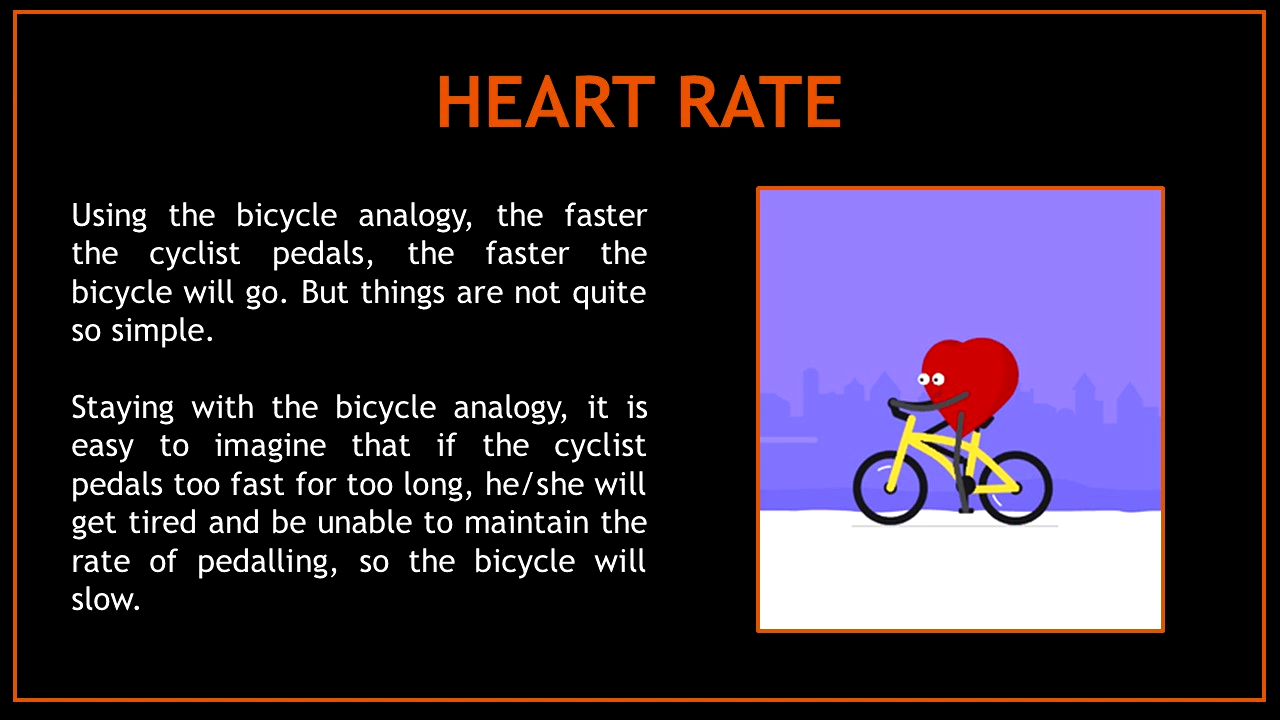 HEART RATE
Using the bicycle analogy, the faster
the cyclist pedals, the faster the
bicycle will go. But things are not quite
so simple.
Staying with the bicycle analogy, it is
easy to imagine that if the cyclist
pedals too fast for too long, he/she will
get tired and be unable to maintain the
rate of pedalling, so the bicycle will
slow.